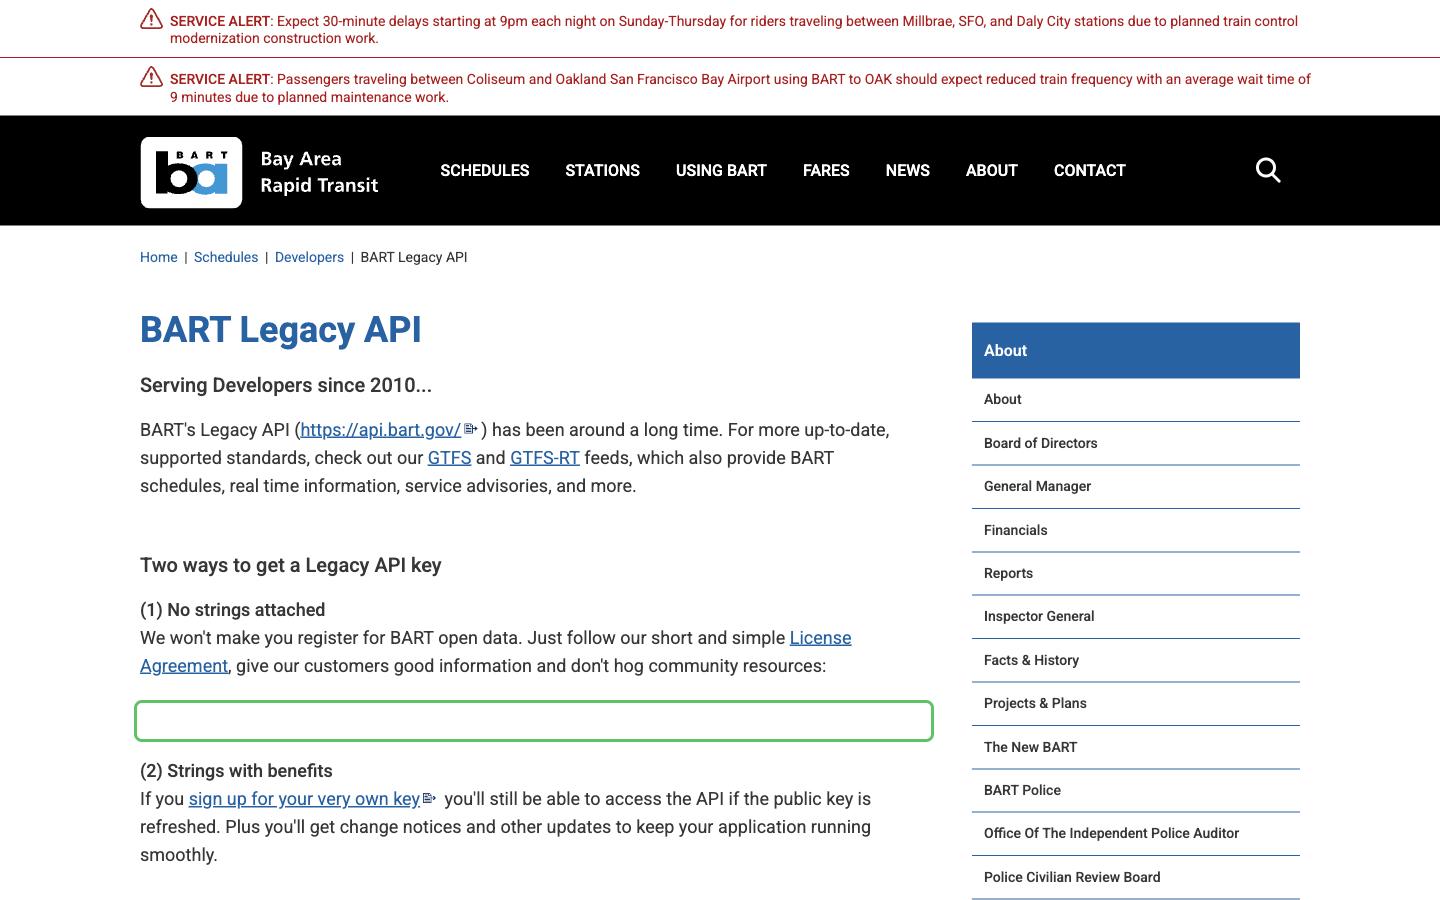 SERVICE ALERT: Expect 30-minute delays starting at 9pm each night on Sunday-Thursday for riders traveling between Millbrae, SFO, and Daly City stations due to planned train control
modernization construction work.
SERVICE ALERT: Passengers traveling between Coliseum and Oakland San Francisco Bay Airport using BART to OAK should expect reduced train frequency with an average wait time of
9 minutes due to planned maintenance work.
BART
ba
Bay Area
Rapid Transit
SCHEDULES STATIONS USING BART FARES NEWS ABOUT CONTACT
Home | Schedules | Developers | BART Legacy API
BART Legacy API
Serving Developers since 2010...
BART's Legacy API (https://api.bart.gov/ ) has been around a long time. For more up-to-date,
supported standards, check out our GTFS and GTFS-RT feeds, which also provide BART
schedules, real time information, service advisories, and more.
Two ways to get a Legacy API key
(1) No strings attached
We won't make you register for BART open data. Just follow our short and simple License
Agreement, give our customers good information and don't hog community resources:
(2) Strings with benefits
If you sign up for your very own key you'll still be able to access the API if the public key is
refreshed. Plus you'll get change notices and other updates to keep your application running
smoothly.
About
About
Board of Directors
General Manager
Financials
Reports
Inspector General
Facts & History
Projects & Plans
The New BART
BART Police
Office Of The Independent Police Auditor
Police Civilian Review Board